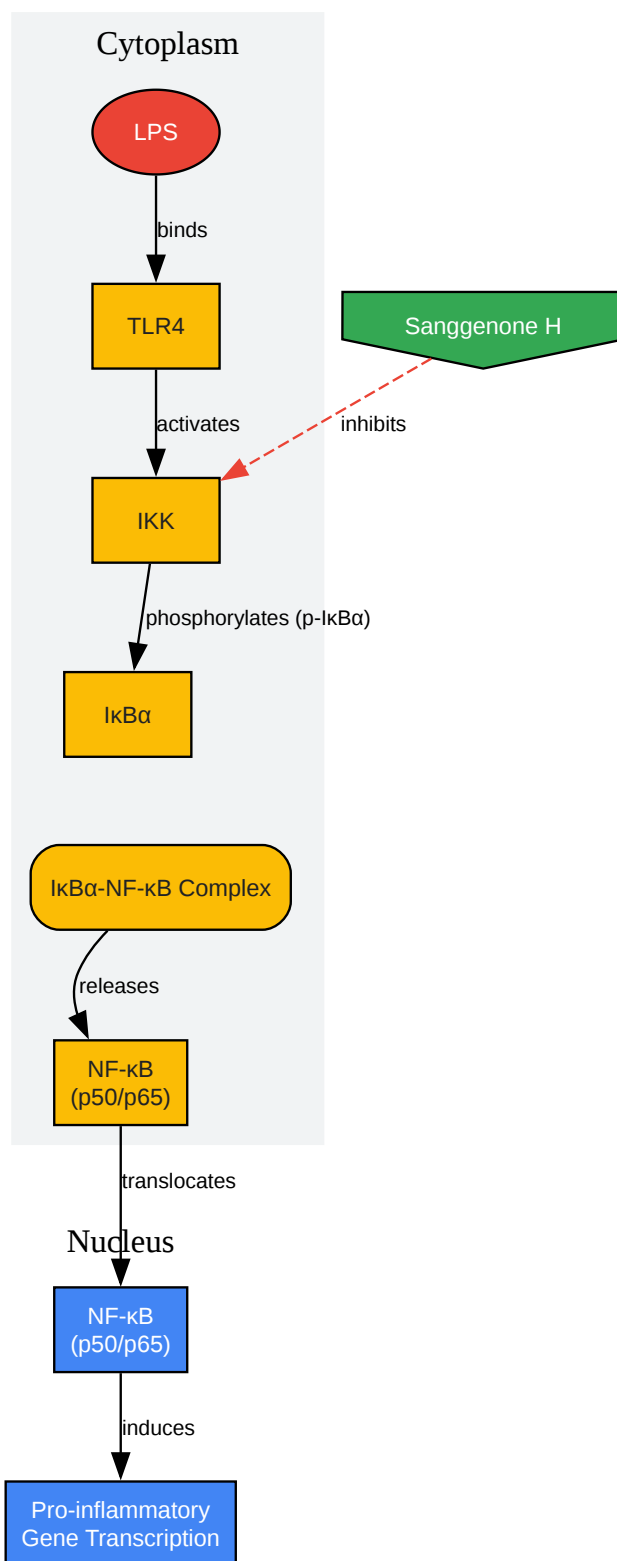 Cytoplasm
LPS
binds
TLR4
Sanggenone H
activates
inhibits
IKK
phosphorylates (p-IκBα)
IκBα
IκBα-NF-κB Complex
releases
NF-κB
(p50/p65)
translocates
Nucleus
NF-κB
(p50/p65)
induces
Pro-inflammatory
Gene Transcription